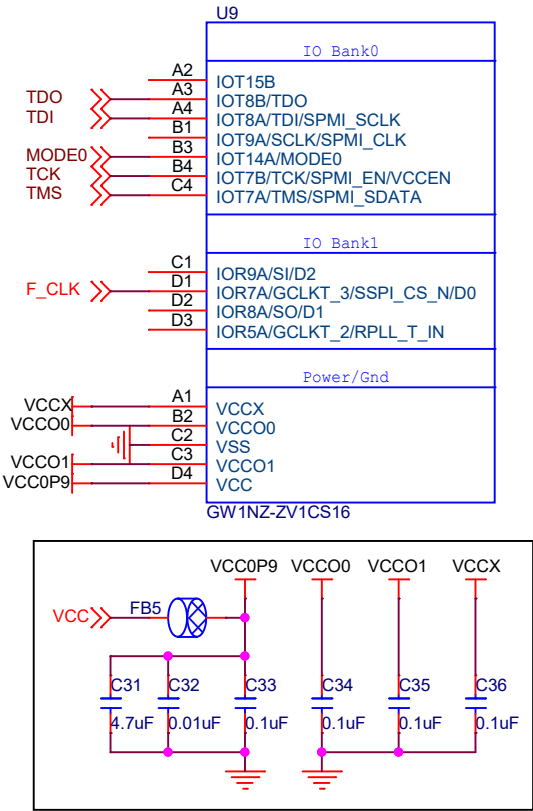 U9
IO Bank0
A2 IOT15B
TDO A3 IOT8B/TDO
TDI A4 IOT8A/TDI/SPMI_SCLK
B1 IOT9A/SCLK/SPMI_CLK
MODE0 B3 IOT14A/MODE0
TCK B4 IOT7B/TCK/SPMI_EN/VCCEN
TMS C4 IOT7A/TMS/SPMI_SDATA
IO Bank1
C1 IOR9A/SI/D2
F_CLK D1 IOR7A/GCLKT_3/SSPI_CS_N/D0
D2 IOR8A/SO/D1
D3 IOR5A/GCLKT_2/RPLL_T_IN
Power/Gnd
VCCX A1 VCCX
VCCO0 B2 VCCO0
C2 VSS
VCCO1 C3 VCCO1
VCC0P9 D4 VCC
GW1NZ-ZV1CS16
VCC0P9 VCCO0 VCCO1 VCCX
VCC FB5
C31 C32 C33 C34 C35 C36
4.7uF 0.01uF 0.1uF 0.1uF 0.1uF 0.1uF